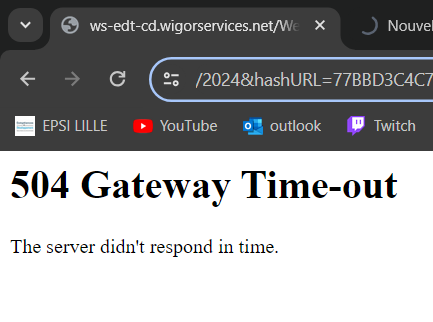 ws-edt-cd.wigorservices.net/We
Nouvel
/2024&hashURL=77BBD3C4C7
EPSI LILLE
YouTube
outlook
Twitch
504 Gateway Time-out
The server didn't respond in time.